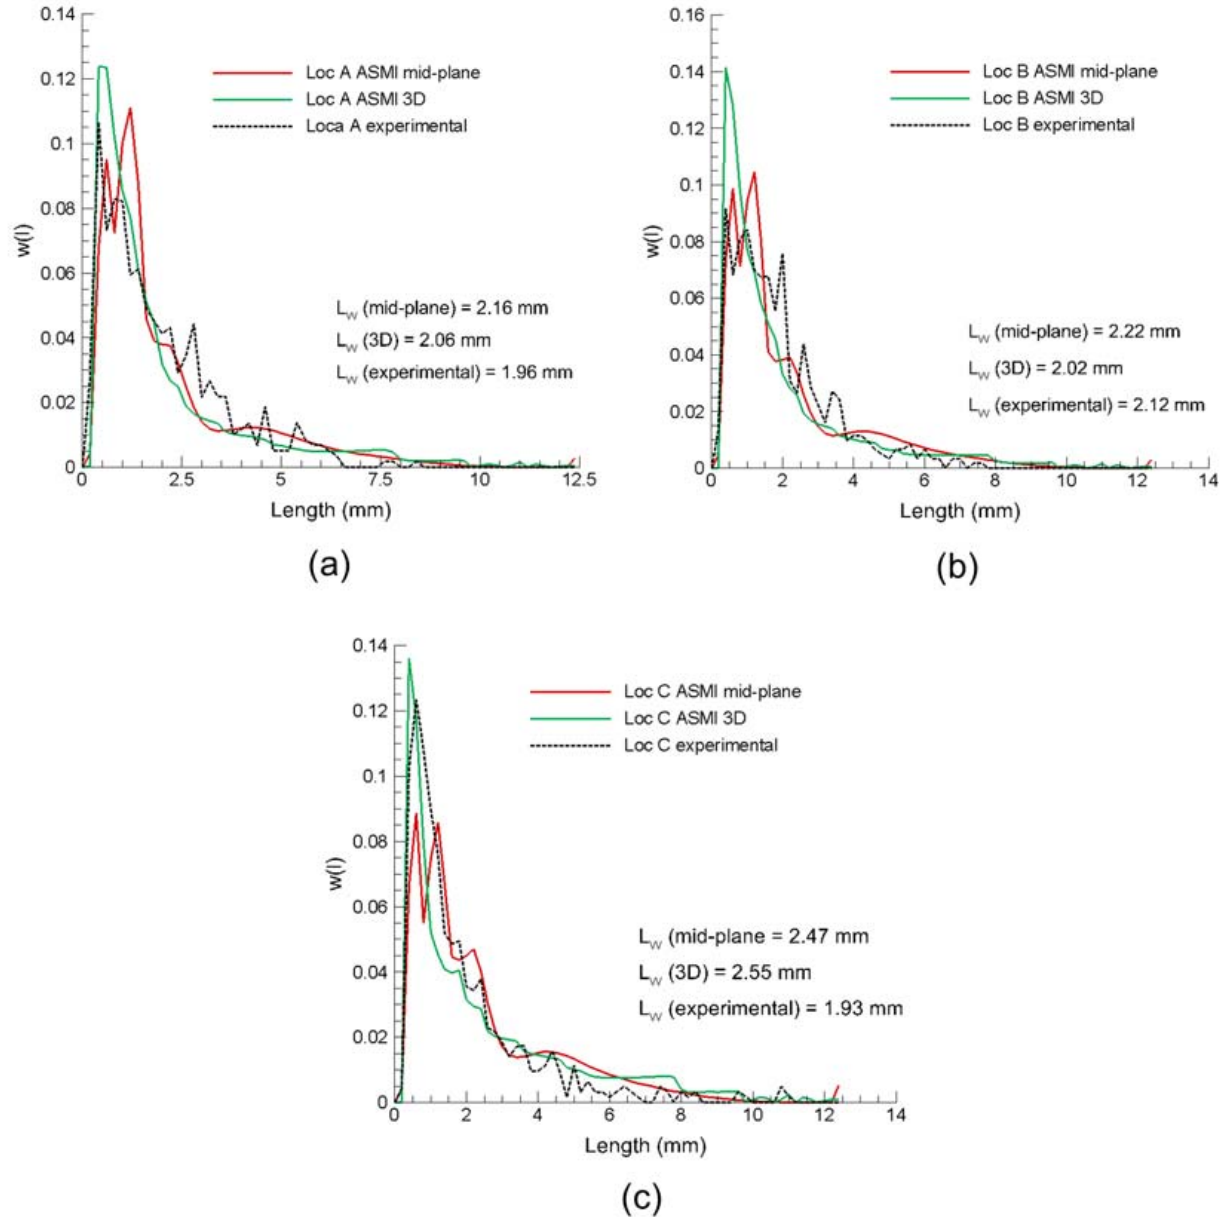 0.14
0.12
0.1
0.08
0.06
0.04
0.02
0
w(l)
Loc A ASMI mid-plane
Loc A ASMI 3D
Loca A experimental
L_W (mid-plane) = 2.16 mm
L_W (3D) = 2.06 mm
L_W (experimental) = 1.96 mm
0 2.5 5 7.5 10 12.5
Length (mm)
(a)
0.16
0.14
0.12
0.1
0.08
0.06
0.04
0.02
0
w(l)
Loc B ASMI mid-plane
Loc B ASMI 3D
Loc B experimental
L_W (mid-plane) = 2.22 mm
L_W (3D) = 2.02 mm
L_W (experimental) = 2.12 mm
0 2 4 6 8 10 12 14
Length (mm)
(b)
0.14
0.12
0.1
0.08
0.06
0.04
0.02
0
w(l)
Loc C ASMI mid-plane
Loc C ASMI 3D
Loc C experimental
L_W (mid-plane = 2.47 mm
L_W (3D) = 2.55 mm
L_W (experimental) = 1.93 mm
0 2 4 6 8 10 12 14
Length (mm)
(c)